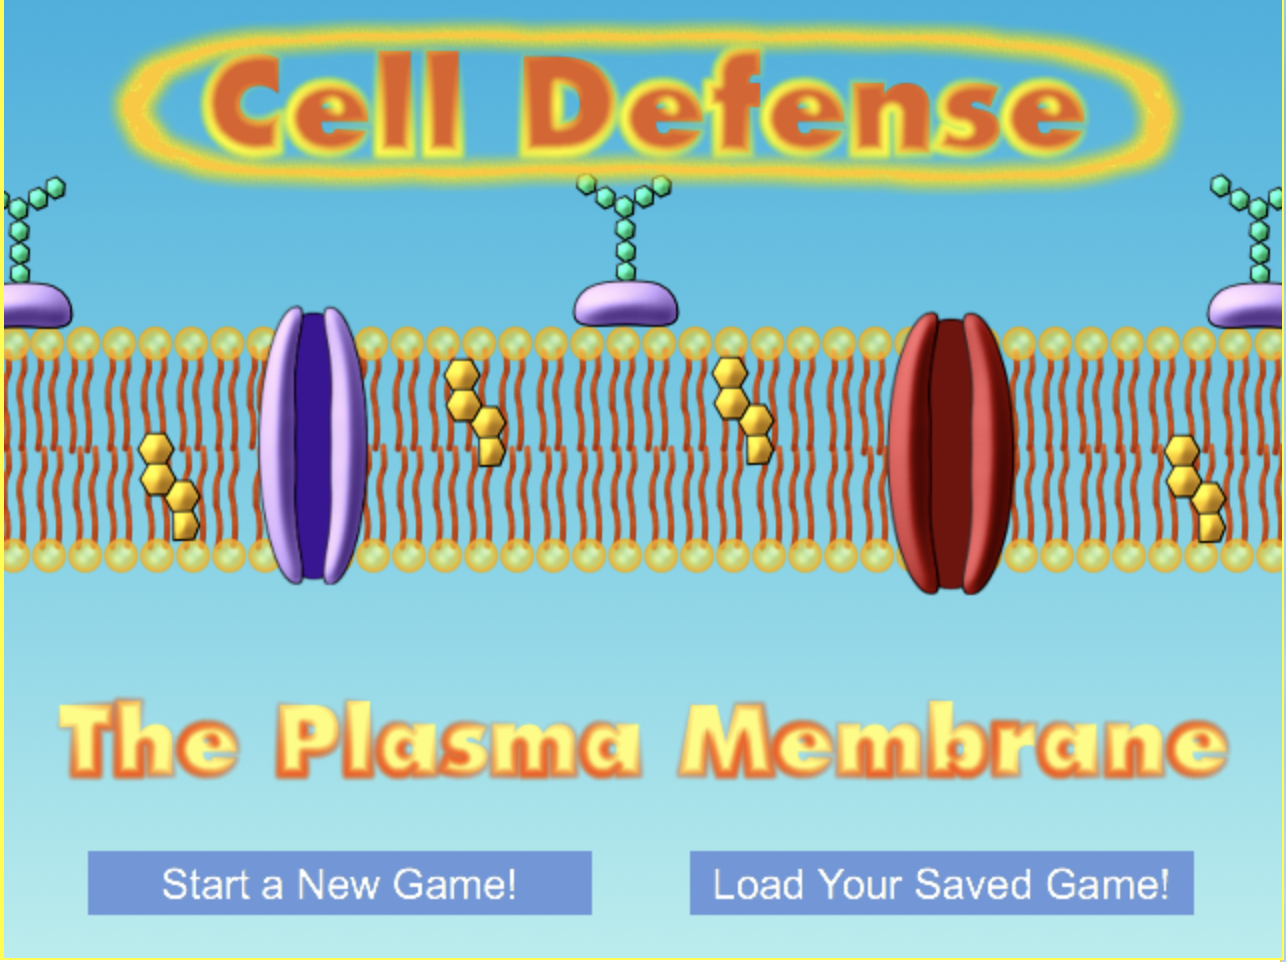 Cell Defense
The Plasma Membrane
Start a New Game!
Load Your Saved Game!